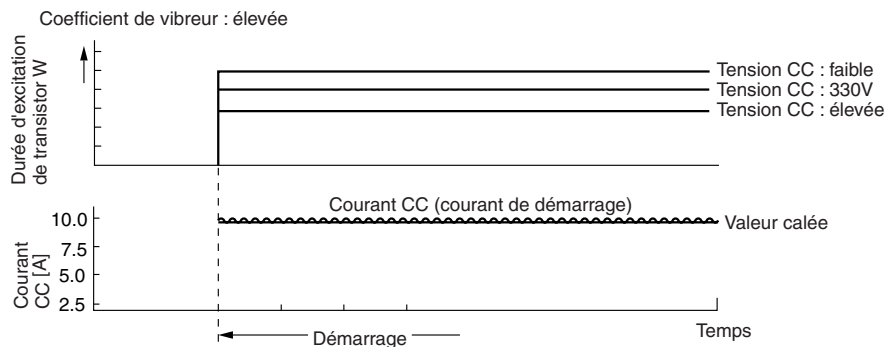 Coefficient de vibreur : élevée
Durée d'excitation
de transistor W
Tension CC : faible
Tension CC : 330V
Tension CC : élevée
Courant CC (courant de démarrage)
Valeur calée
Courant
CC [A]
10.0
7.5
5.0
2.5
Démarrage
Temps